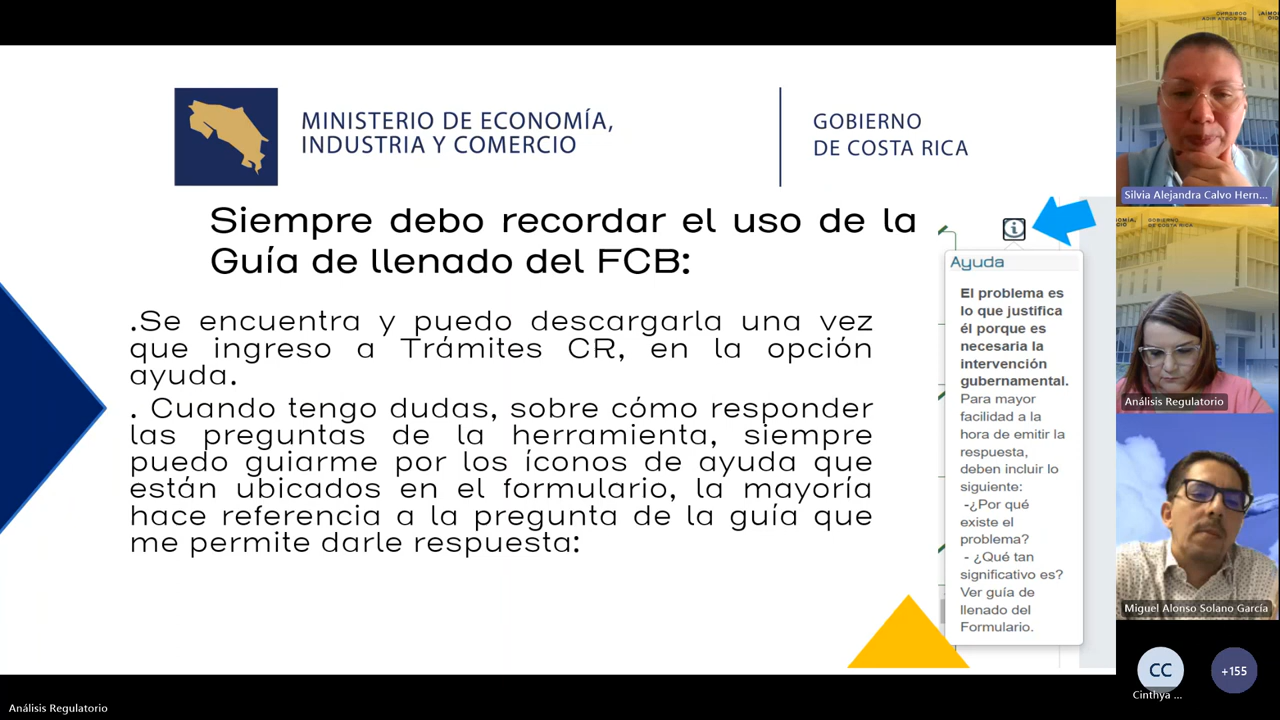 MINISTERIO DE ECONOMÍA,
INDUSTRIA Y COMERCIO
GOBIERNO
DE COSTA RICA
Siempre debo recordar el uso de la
Guía de llenado del FCB:
.Se encuentra y puedo descargarla una vez
que ingreso a Trámites CR, en la opción
ayuda.
. Cuando tengo dudas, sobre cómo responder
las preguntas de la herramienta, siempre
puedo guiarme por los íconos de ayuda que
están ubicados en el formulario, la mayoría
hace referencia a la pregunta de la guía que
me permite darle respuesta:
Ayuda
El problema es
lo que justifica
él porque es
necesaria la
intervención
gubernamental.
Para mayor
facilidad a la
hora de emitir la
respuesta,
deben incluir lo
siguiente:
-¿Por qué
existe el
problema?
- ¿Qué tan
significativo es?
Ver guía de
llenado del
Formulario.
Silvia Alejandra Calvo Hern...
Análisis Regulatorio
Miguel Alonso Solano García
CC
Cinthya ...
+155
Análisis Regulatorio